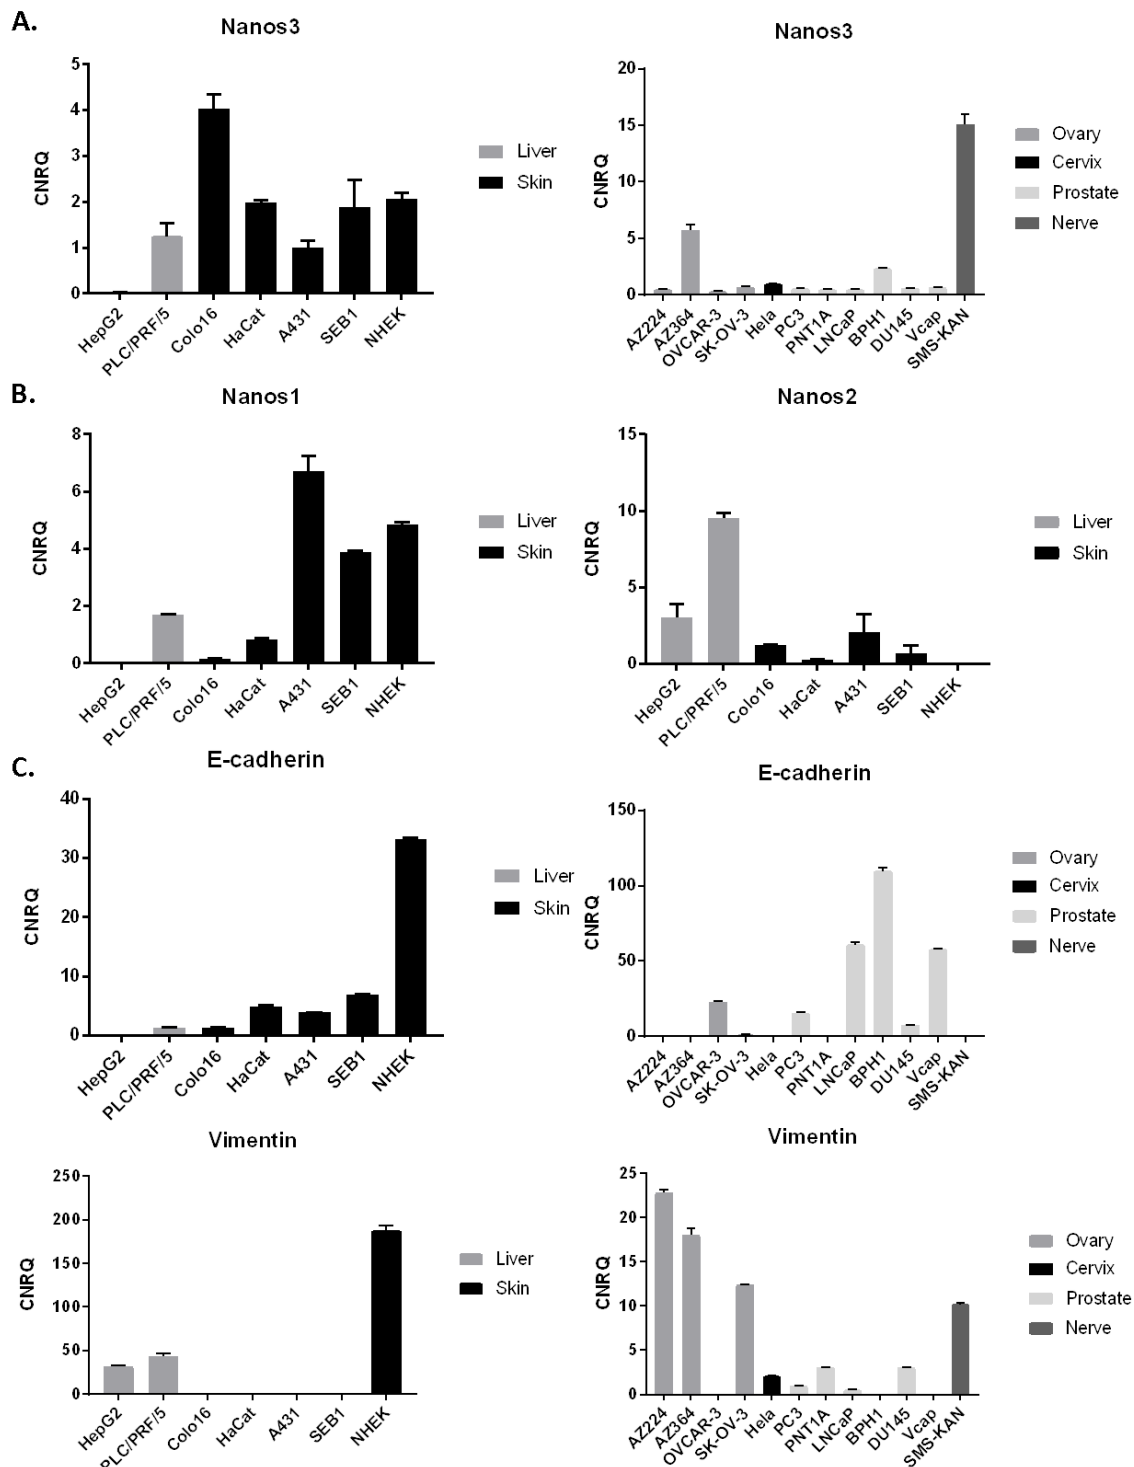 A.
Nanos3
CNRQ
5
4
3
2
1
0
HepG2
PLC/PRF/5
Colo16
HaCat
A431
SEB1
NHEK
Liver
Skin
Nanos3
CNRQ
20
15
10
5
0
AZ224
AZ364
OVCAR-3
SK-OV-3
Hela
PC3
PNT1A
LNCaP
BPH1
DU145
Vcap
SMS-KAN
Ovary
Cervix
Prostate
Nerve
B.
Nanos1
CNRQ
8
6
4
2
0
HepG2
PLC/PRF/5
Colo16
HaCat
A431
SEB1
NHEK
Liver
Skin
Nanos2
CNRQ
15
10
5
0
HepG2
PLC/PRF/5
Colo16
HaCat
A431
SEB1
NHEK
Liver
Skin
C.
E-cadherin
CNRQ
40
30
20
10
0
HepG2
PLC/PRF/5
Colo16
HaCat
A431
SEB1
NHEK
Liver
Skin
E-cadherin
CNRQ
150
100
50
0
AZ224
AZ364
OVCAR-3
SK-OV-3
Hela
PC3
PNT1A
LNCaP
BPH1
DU145
Vcap
SMS-KAN
Ovary
Cervix
Prostate
Nerve
Vimentin
CNRQ
250
200
150
100
50
0
HepG2
PLC/PRF/5
Colo16
HaCat
A431
SEB1
NHEK
Liver
Skin
Vimentin
CNRQ
25
20
15
10
5
0
AZ224
AZ364
OVCAR-3
SK-OV-3
Hela
PC3
PNT1A
LNCaP
BPH1
DU145
Vcap
SMS-KAN
Ovary
Cervix
Prostate
Nerve